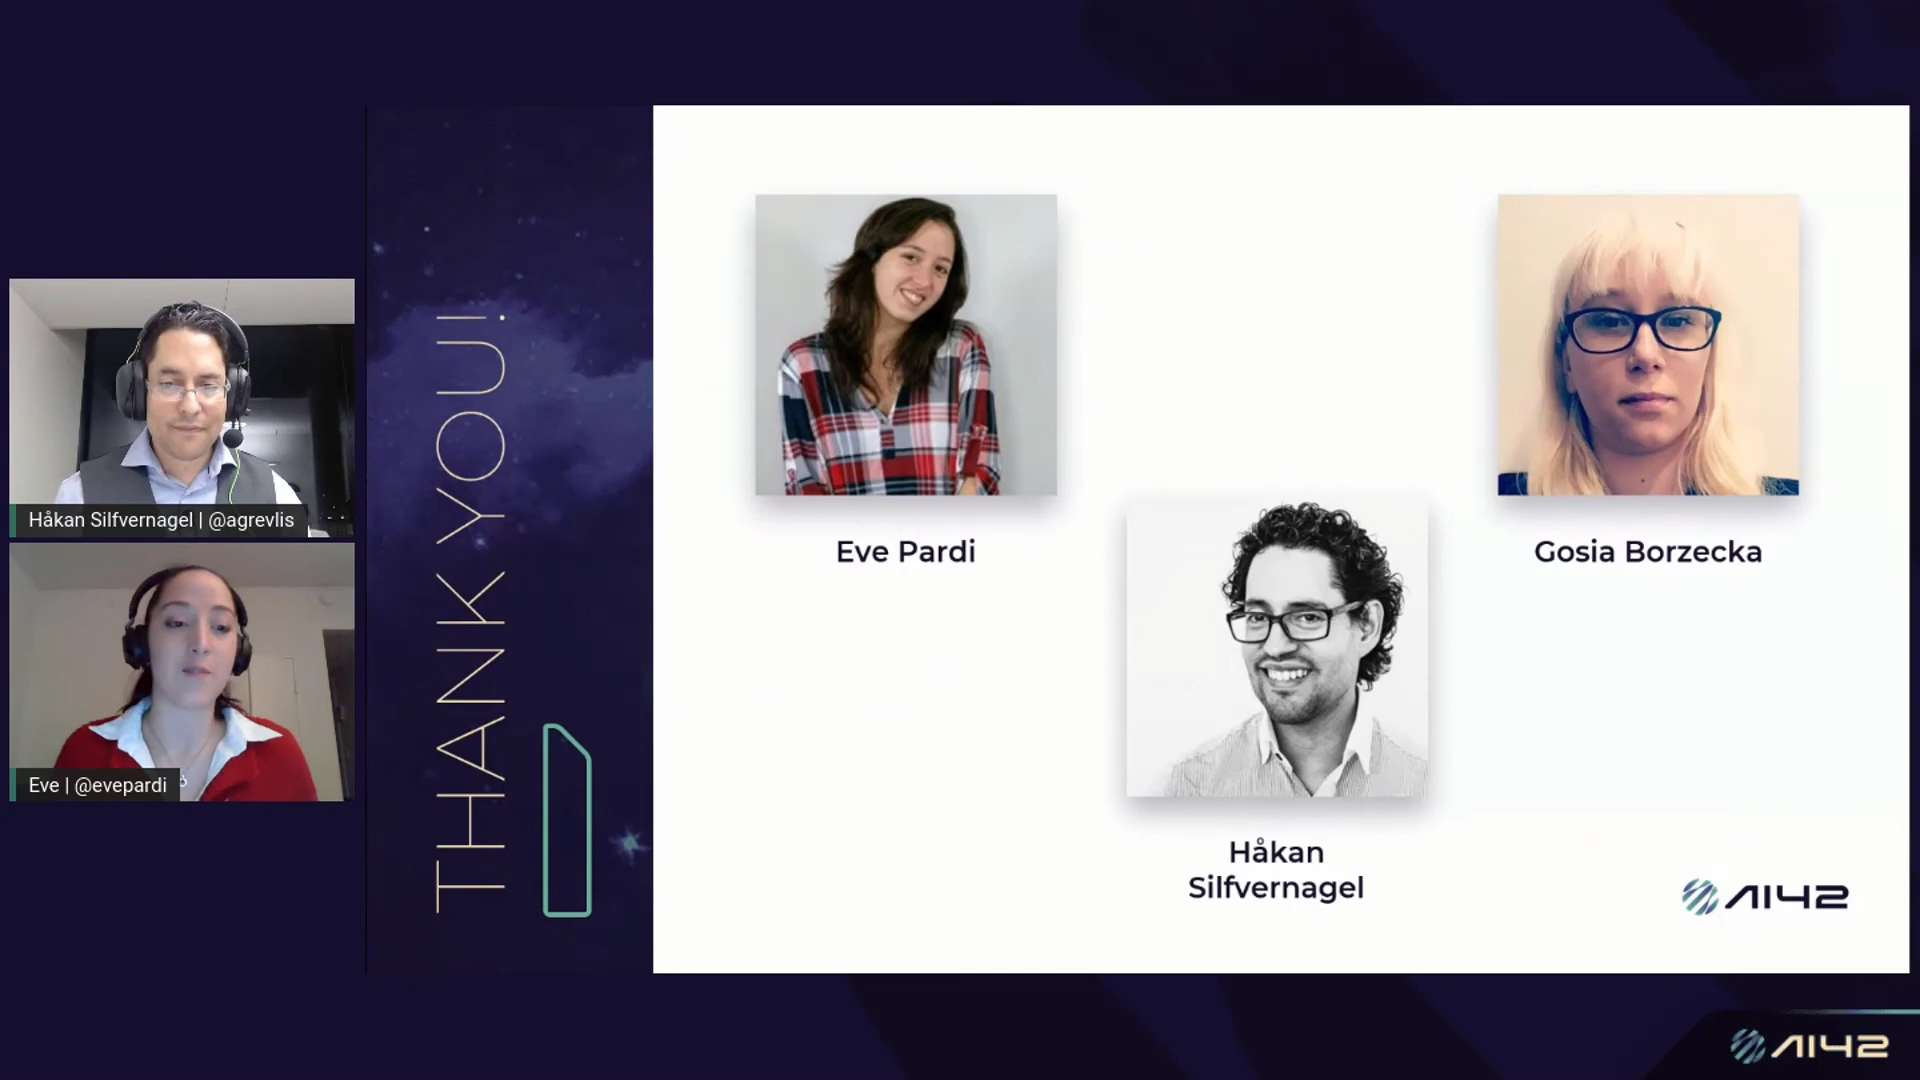 Håkan Silfvernagel | @agrevlis
Eve | @evepardi
THANK YOU!
Eve Pardi
Gosia Borzecka
Håkan
Silfvernagel
AI42
AI42